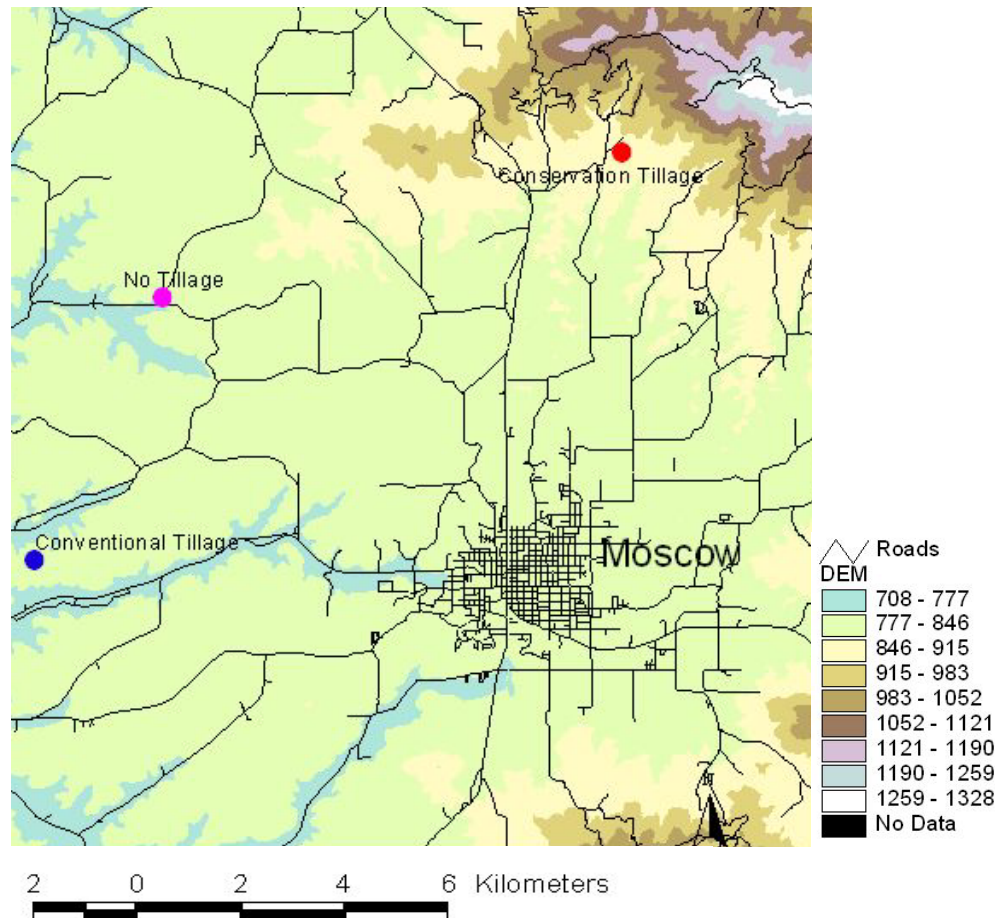 Conservation Tillage
No Tillage
Conventional Tillage
Moscow
Roads
DEM
708 - 777
777 - 846
846 - 915
915 - 983
983 - 1052
1052 - 1121
1121 - 1190
1190 - 1259
1259 - 1328
No Data
2 0 2 4 6 Kilometers